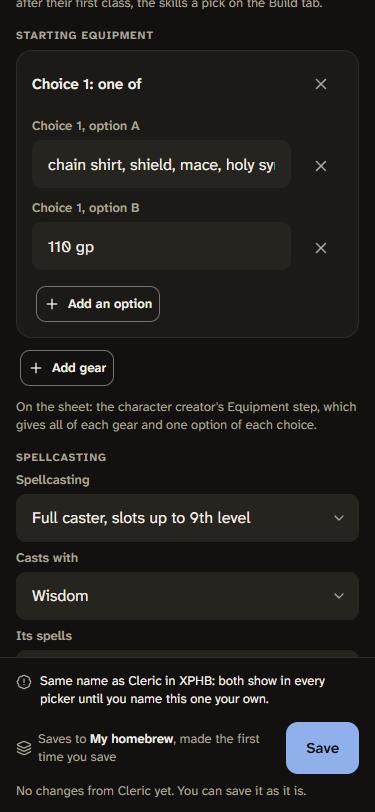 after their first class, the skills a pick on the Build tab.
STARTING EQUIPMENT
Choice 1: one of
Choice 1, option A
chain shirt, shield, mace, holy sy
Choice 1, option B
110 gp
Add an option
Add gear
On the sheet: the character creator's Equipment step, which
gives all of each gear and one option of each choice.
SPELLCASTING
Spellcasting
Full caster, slots up to 9th level
Casts with
Wisdom
Its spells
Same name as Cleric in XPHB: both show in every
picker until you name this one your own.
Saves to My homebrew, made the first
time you save
Save
No changes from Cleric yet. You can save it as it is.